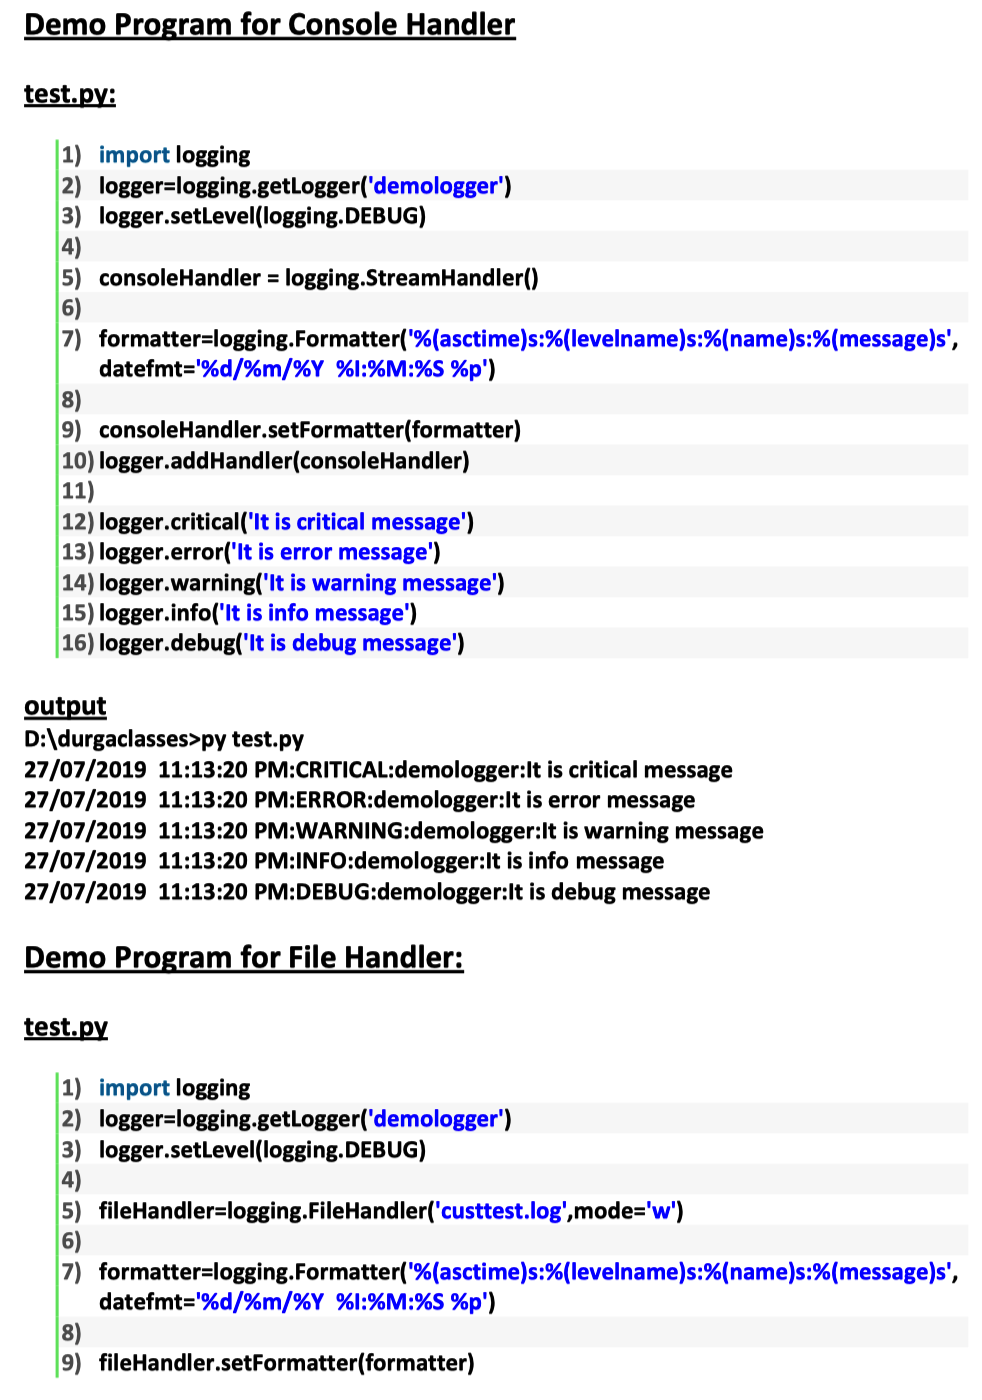 Demo Program for Console Handler
test.py:
1) import logging
2) logger=logging.getLogger('demologger')
3) logger.setLevel(logging.DEBUG)
4)
5) consoleHandler = logging.StreamHandler()
6)
7) formatter=logging.Formatter('%(asctime)s:%(levelname)s:%(name)s:%(message)s',
datefmt='%d/%m/%Y  %I:%M:%S %p')
8)
9) consoleHandler.setFormatter(formatter)
10) logger.addHandler(consoleHandler)
11)
12) logger.critical('It is critical message')
13) logger.error('It is error message')
14) logger.warning('It is warning message')
15) logger.info('It is info message')
16) logger.debug('It is debug message')
output
D:\durgaclasses>py test.py
27/07/2019  11:13:20 PM:CRITICAL:demologger:It is critical message
27/07/2019  11:13:20 PM:ERROR:demologger:It is error message
27/07/2019  11:13:20 PM:WARNING:demologger:It is warning message
27/07/2019  11:13:20 PM:INFO:demologger:It is info message
27/07/2019  11:13:20 PM:DEBUG:demologger:It is debug message
Demo Program for File Handler:
test.py
1) import logging
2) logger=logging.getLogger('demologger')
3) logger.setLevel(logging.DEBUG)
4)
5) fileHandler=logging.FileHandler('custtest.log',mode='w')
6)
7) formatter=logging.Formatter('%(asctime)s:%(levelname)s:%(name)s:%(message)s',
datefmt='%d/%m/%Y  %I:%M:%S %p')
8)
9) fileHandler.setFormatter(formatter)